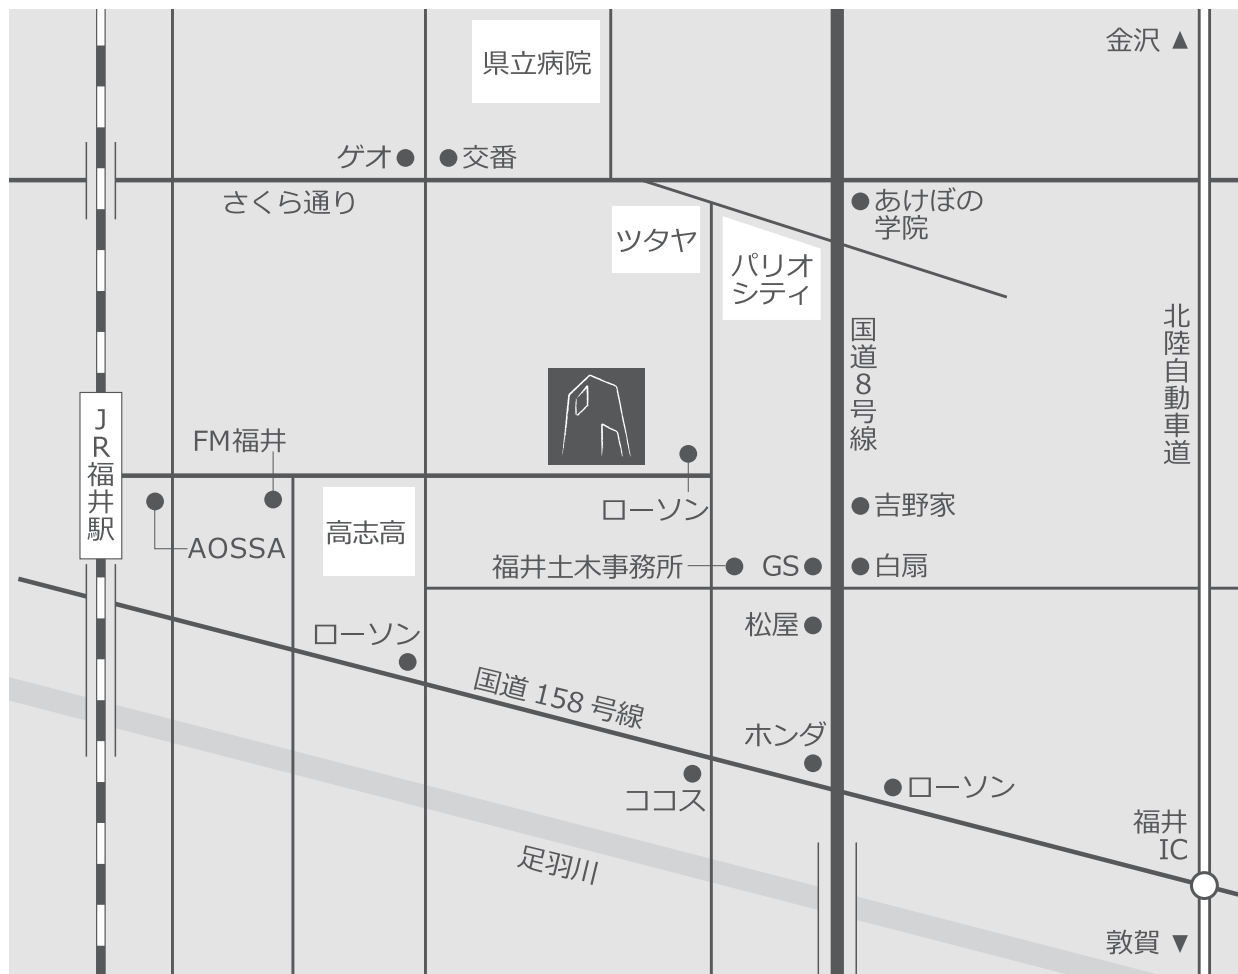 金沢 ▲
県立病院
ゲオ
交番
さくら通り
あけぼの
学院
ツタヤ
パリオ
シティ
国道8号線
北陸自動車道
JR福井駅
FM福井
ローソン
吉野家
高志高
AOSSA
福井土木事務所
GS
白扇
松屋
ローソン
国道 158 号線
ホンダ
ココス
ローソン
福井
IC
足羽川
敦賀 ▼